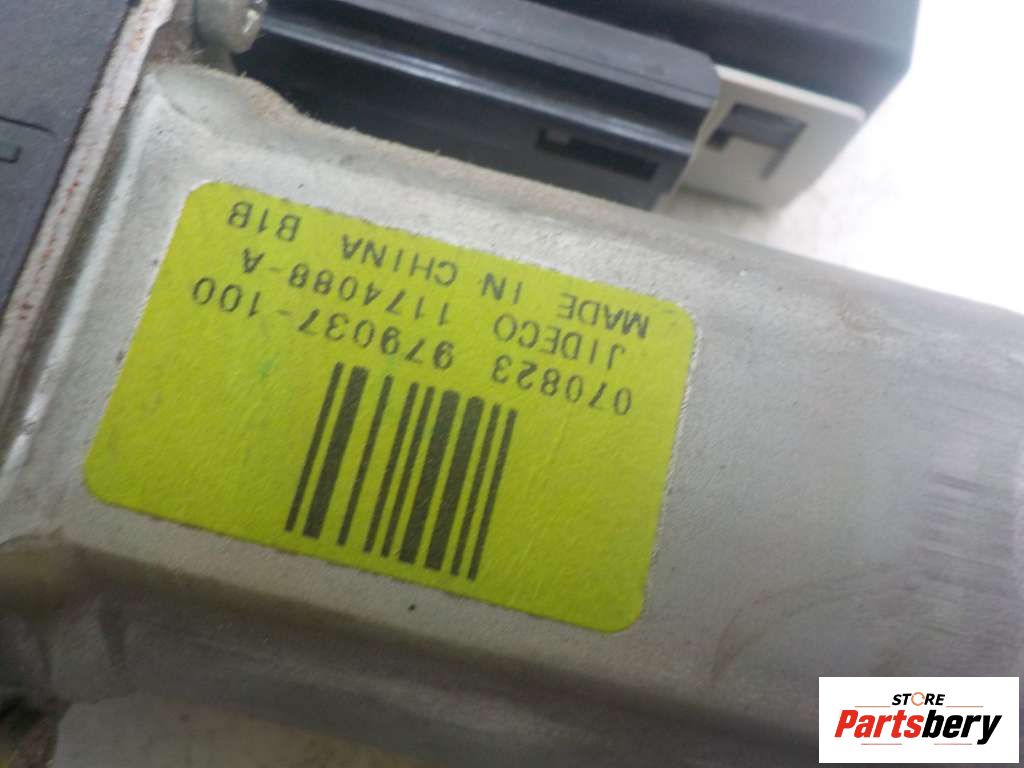 MADE IN CHINA B1B
JIDECO 1174088-A
070823 979037-100
STORE
Partsbery